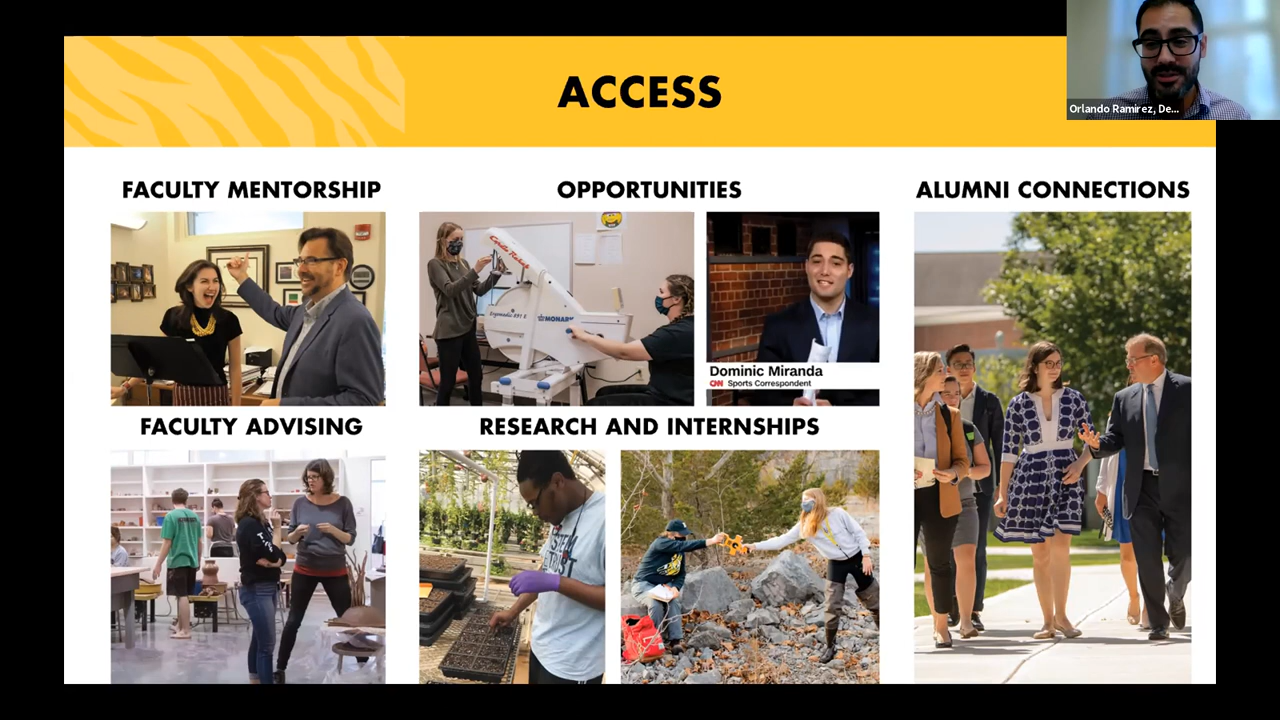 ACCESS
Orlando Ramirez, De...
FACULTY MENTORSHIP
OPPORTUNITIES
ALUMNI CONNECTIONS
MONARK
Dominic Miranda
CNN Sports Correspondent
FACULTY ADVISING
RESEARCH AND INTERNSHIPS